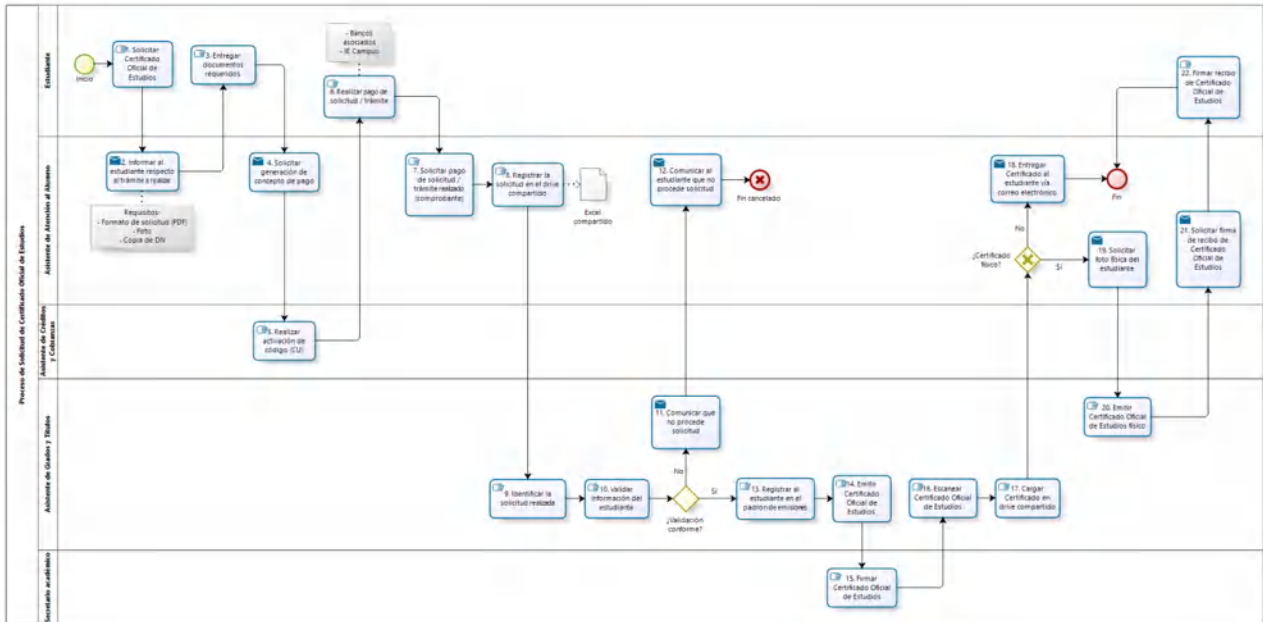 Proceso de Solicitud de Certificado Oficial de Estudios
Estudiante
Inicio
1. Solicitar
Certificado
Oficial de
Estudios
3. Entregar
documentos
requeridos
- Bancos
asociados
- IE Campus
6. Realizar pago de
solicitud / trámite
22. Firmar recibo
de Certificado
Oficial de
Estudios
Asistente de Atención al Alumno
2. Informar al
estudiante respecto
al trámite a realizar
Requisitos:
- Formato de solicitud (PDF)
- Foto
- Copia de DNI
4. Solicitar
generación de
concepto de pago
7. Solicitar pago
de solicitud /
trámite realizado
(comprobante)
8. Registrar la
solicitud en el drive
compartido
Excel
compartido
12. Comunicar al
estudiante que no
procede solicitud
Fin cancelado
18. Entregar
Certificado al
estudiante vía
correo electrónico
Fin
No
¿Certificado
físico?
Sí
19. Solicitar
foto física del
estudiante
21. Solicitar firma
de recibo de
Certificado
Oficial de
Estudios
Asistente de Créditos
y Cobranzas
5. Realizar
activación de
código (CU)
Asistente de Grados y Títulos
9. Identificar la
solicitud realizada
10. Validar
información del
estudiante
¿Validación
conforme?
No
11. Comunicar que
no procede
solicitud
Sí
13. Registrar al
estudiante en el
padrón de emisiones
14. Emitir
Certificado
Oficial de
Estudios
16. Escanear
Certificado Oficial
de Estudios
17. Cargar
Certificado en
drive compartido
20. Emitir
Certificado Oficial
de Estudios físico
Secretario académico
15. Firmar
Certificado Oficial
de Estudios